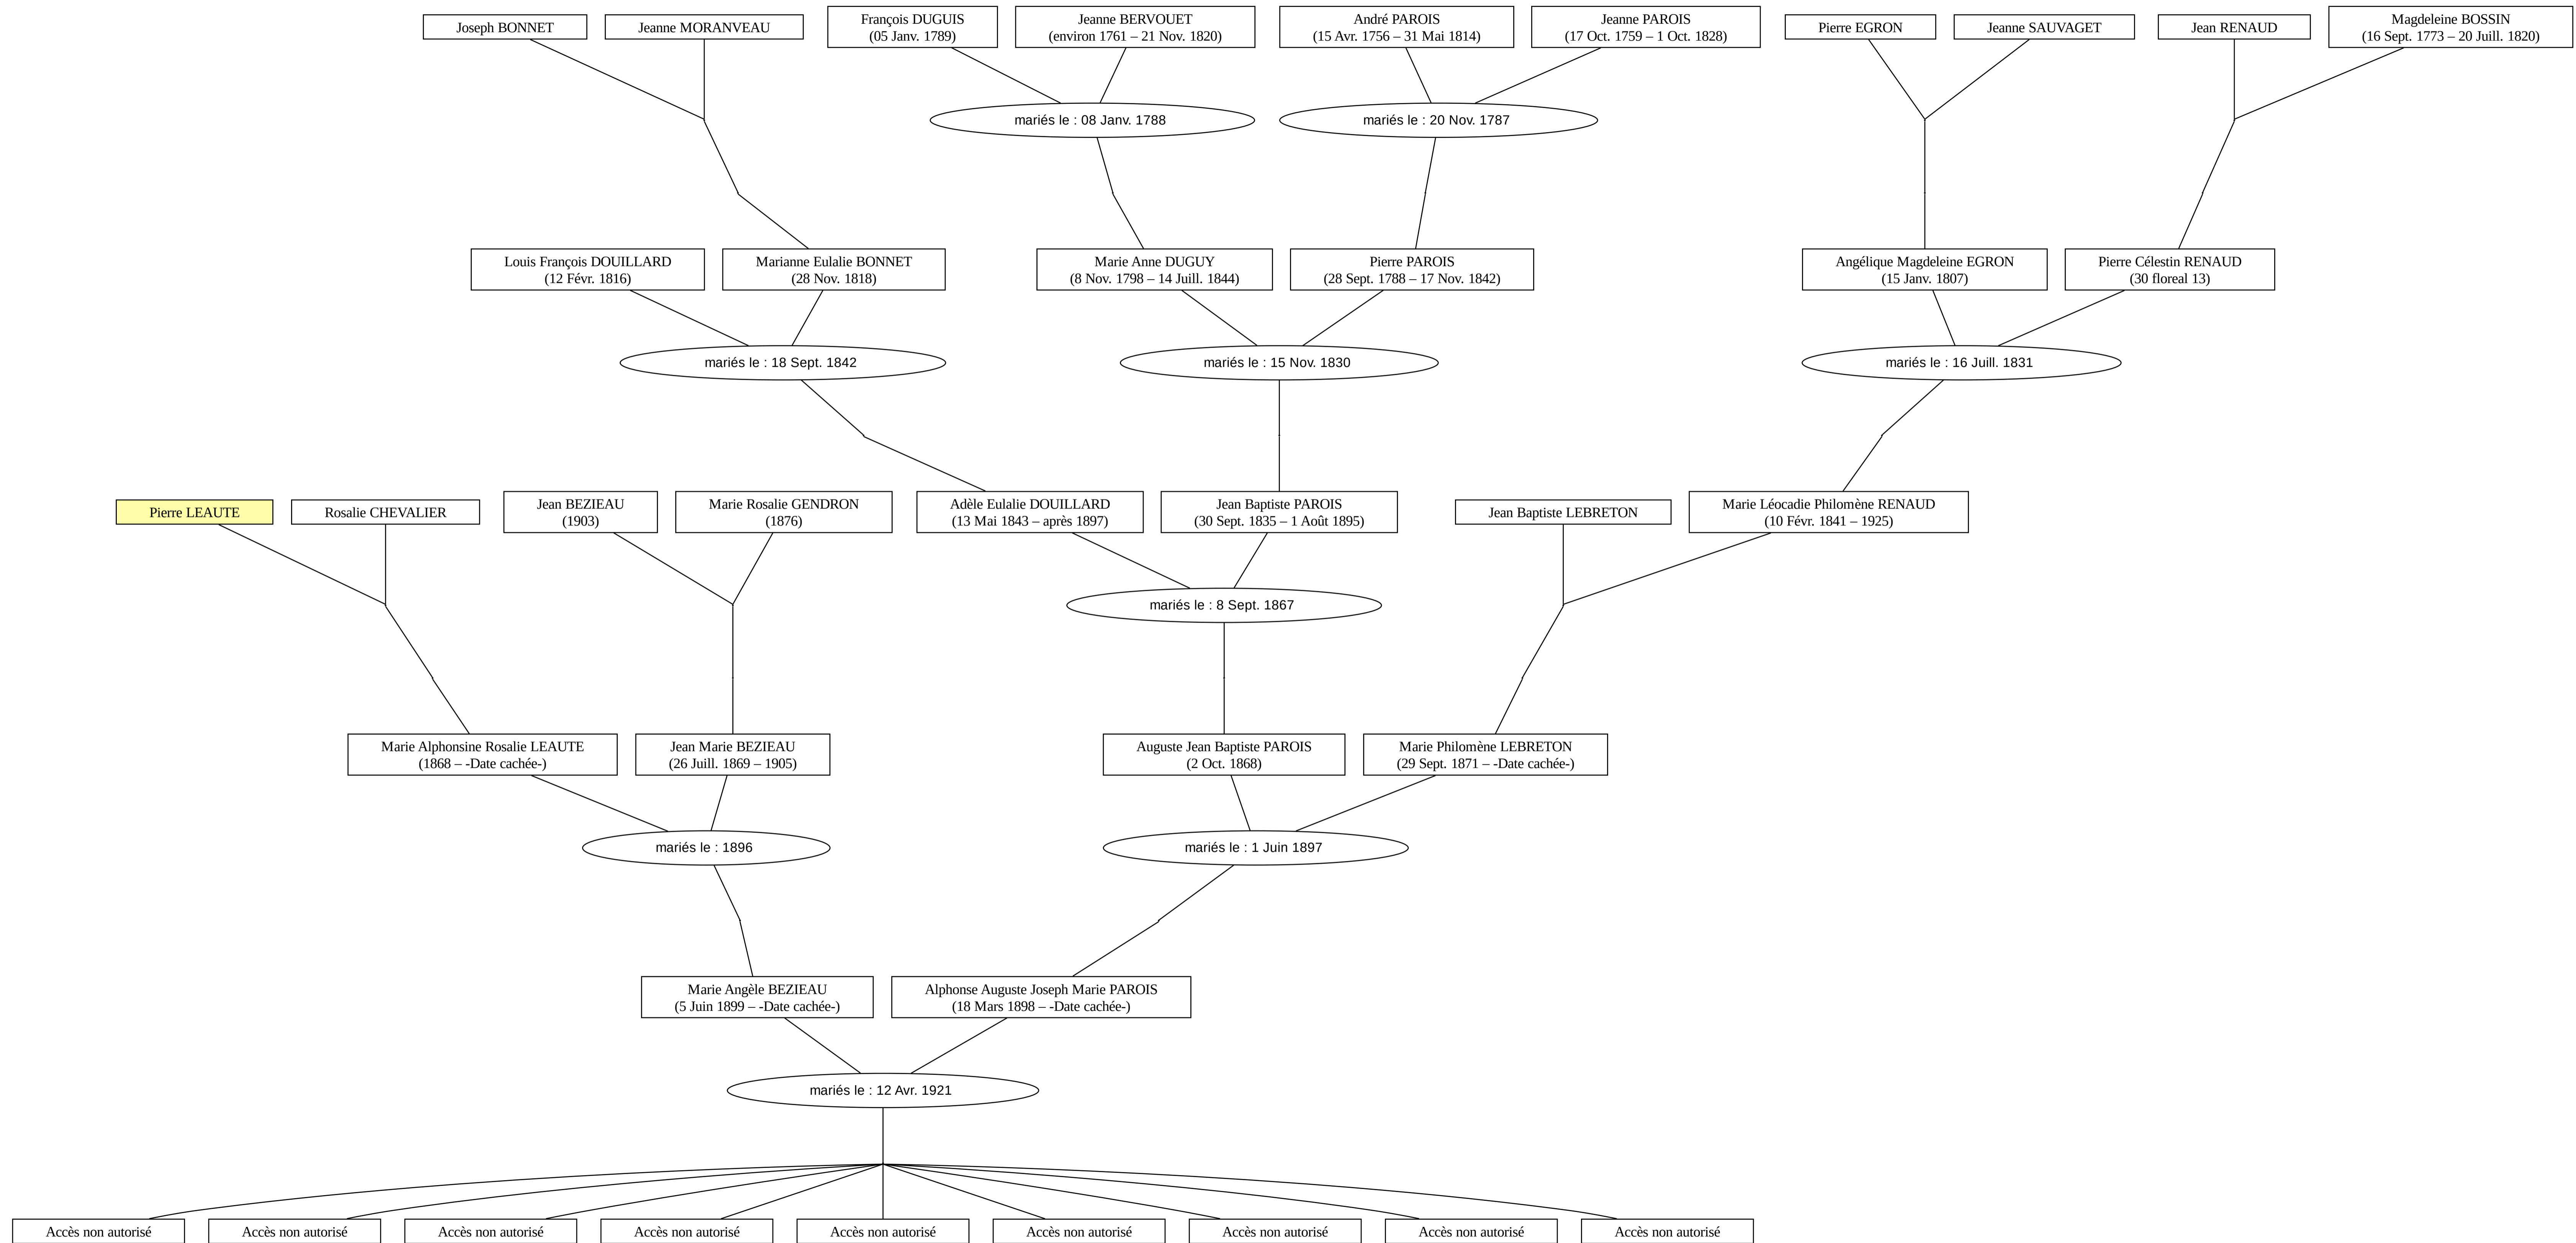 Joseph BONNET
Jeanne MORANVEAU
François DUGUIS
(05 Janv. 1789)
Jeanne BERVOUET
(environ 1761 – 21 Nov. 1820)
André PAROIS
(15 Avr. 1756 – 31 Mai 1814)
Jeanne PAROIS
(17 Oct. 1759 – 1 Oct. 1828)
Pierre EGRON
Jeanne SAUVAGET
Jean RENAUD
Magdeleine BOSSIN
(16 Sept. 1773 – 20 Juill. 1820)
mariés le : 08 Janv. 1788
mariés le : 20 Nov. 1787
Louis François DOUILLARD
(12 Févr. 1816)
Marianne Eulalie BONNET
(28 Nov. 1818)
Marie Anne DUGUY
(8 Nov. 1798 – 14 Juill. 1844)
Pierre PAROIS
(28 Sept. 1788 – 17 Nov. 1842)
Angélique Magdeleine EGRON
(15 Janv. 1807)
Pierre Célestin RENAUD
(30 floreal 13)
mariés le : 18 Sept. 1842
mariés le : 15 Nov. 1830
mariés le : 16 Juill. 1831
Pierre LEAUTE
Rosalie CHEVALIER
Jean BEZIEAU
(1903)
Marie Rosalie GENDRON
(1876)
Adèle Eulalie DOUILLARD
(13 Mai 1843 – après 1897)
Jean Baptiste PAROIS
(30 Sept. 1835 – 1 Août 1895)
Jean Baptiste LEBRETON
Marie Léocadie Philomène RENAUD
(10 Févr. 1841 – 1925)
mariés le : 8 Sept. 1867
Marie Alphonsine Rosalie LEAUTE
(1868 – -Date cachée-)
Jean Marie BEZIEAU
(26 Juill. 1869 – 1905)
Auguste Jean Baptiste PAROIS
(2 Oct. 1868)
Marie Philomène LEBRETON
(29 Sept. 1871 – -Date cachée-)
mariés le : 1896
mariés le : 1 Juin 1897
Marie Angèle BEZIEAU
(5 Juin 1899 – -Date cachée-)
Alphonse Auguste Joseph Marie PAROIS
(18 Mars 1898 – -Date cachée-)
mariés le : 12 Avr. 1921
Accès non autorisé
Accès non autorisé
Accès non autorisé
Accès non autorisé
Accès non autorisé
Accès non autorisé
Accès non autorisé
Accès non autorisé
Accès non autorisé